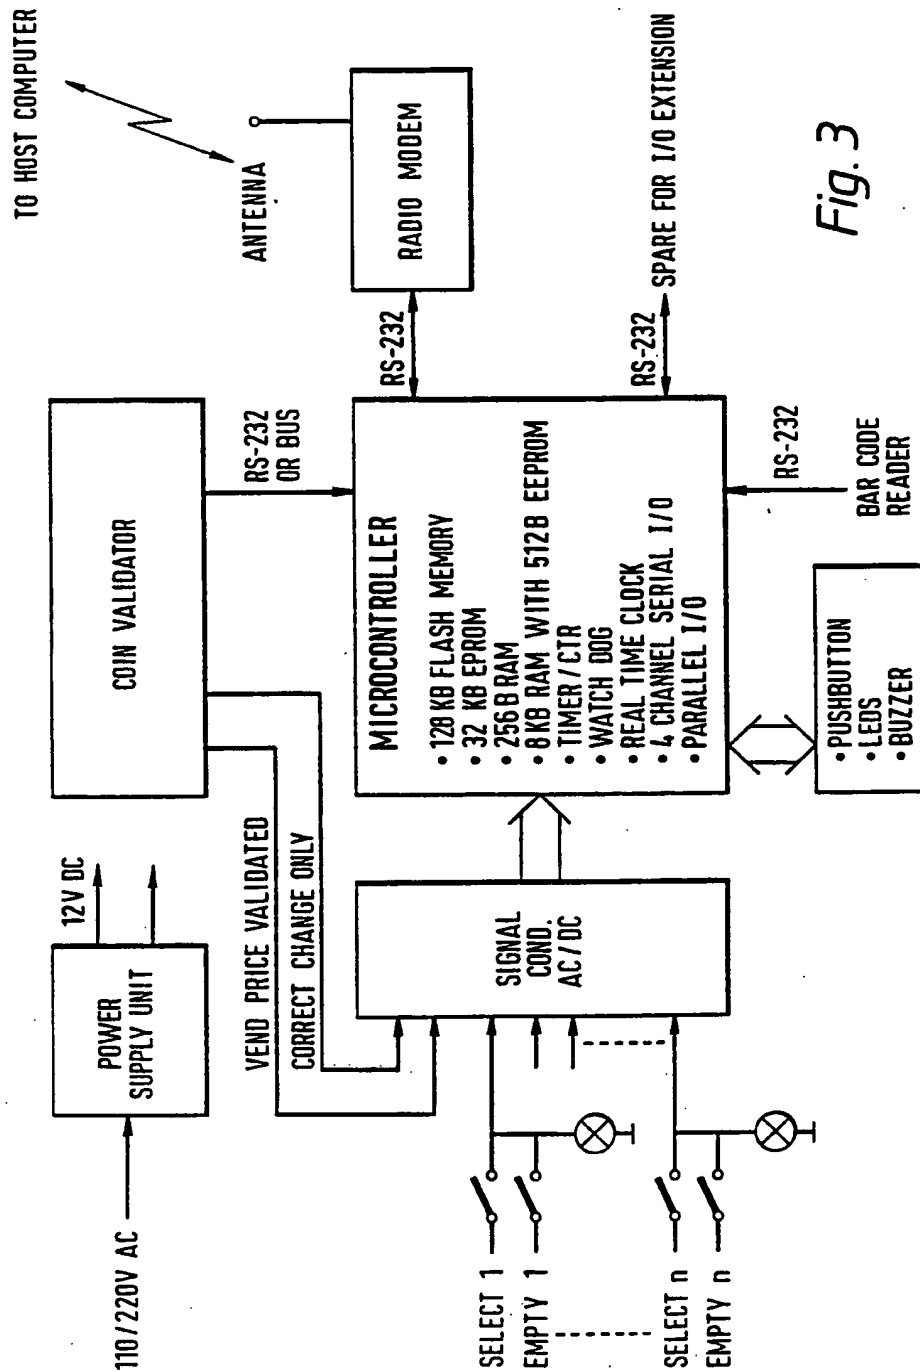 110/220V AC
POWER
SUPPLY UNIT
12V DC
COIN VALIDATOR
TO HOST COMPUTER
VEND PRICE VALIDATED
CORRECT CHANGE ONLY
RS-232
OR BUS
ANTENNA
SELECT 1
EMPTY 1
SELECT n
EMPTY n
SIGNAL
COND.
AC/DC
MICROCONTROLLER
• 128 KB FLASH MEMORY
• 32 KB EPROM
• 256 B RAM
• 8 KB RAM WITH 512 B EEPROM
• TIMER/CTR
• WATCH DOG
• REAL TIME CLOCK
• 4 CHANNEL SERIAL I/O
• PARALLEL I/O
RS-232
RADIO MODEM
RS-232
SPARE FOR I/O EXTENSION
• PUSHBUTTON
• LEDS
• BUZZER
RS-232
BAR CODE
READER
Fig. 3